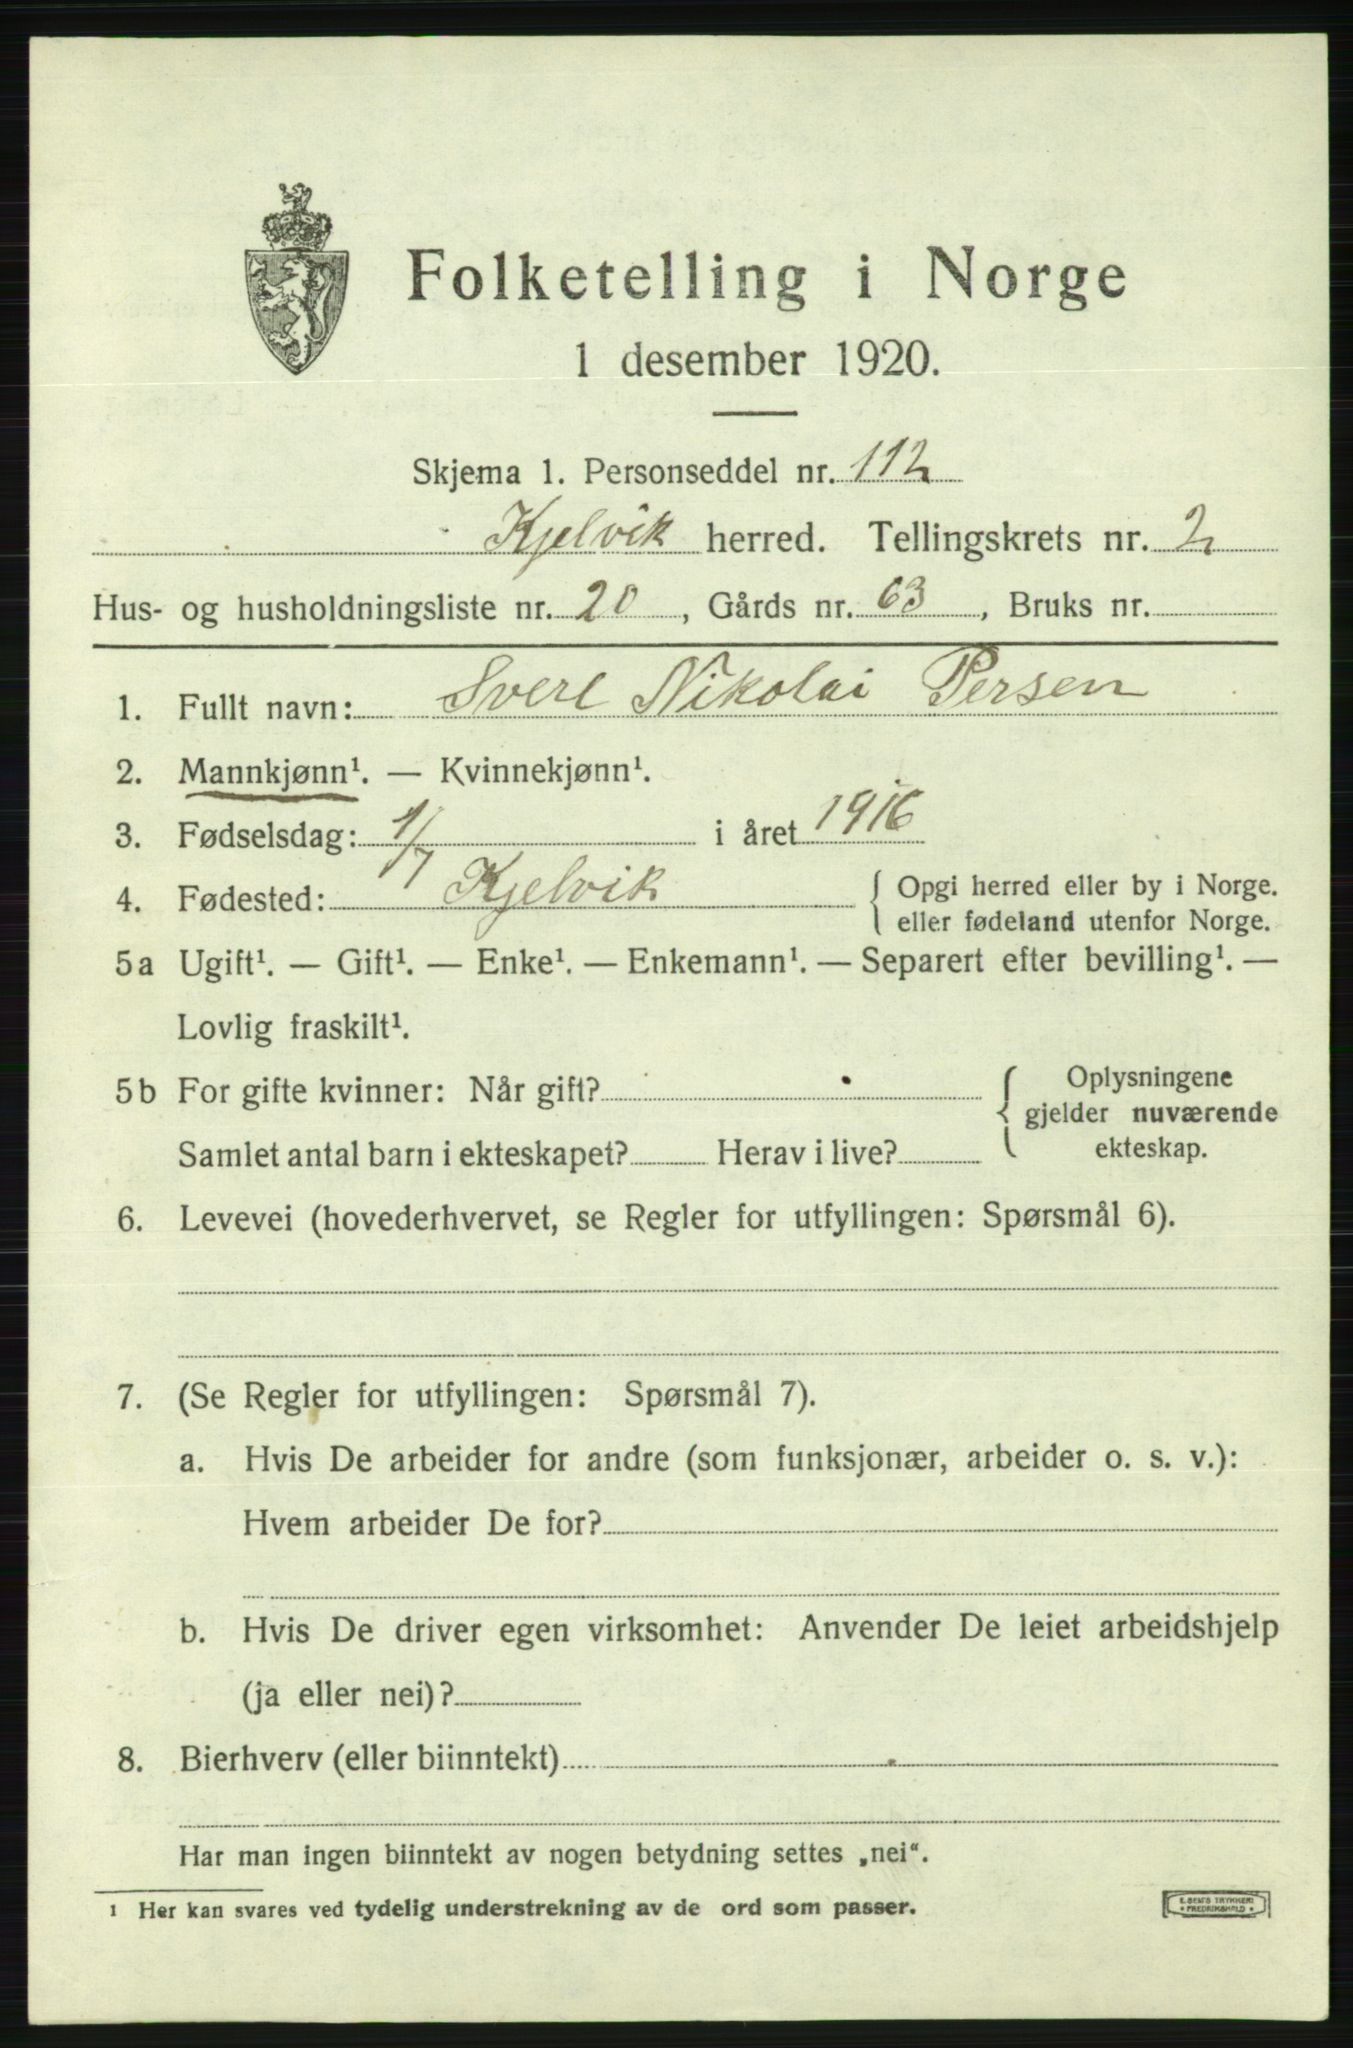 Folketelling i Norge
1 desember 1920.
Skjema 1. Personseddel nr. 112
Kjelvik herred. Tellingskrets nr. 2
Hus- og husholdningsliste nr. 20, Gårds nr. 63, Bruks nr.
1. Fullt navn: Sverl Nikolai Persen
2. Mannkjønn¹. — Kvinnekjønn¹.
3. Fødselsdag: 1/7 i året 1916
4. Fødested: Kjelvik { Opgi herred eller by i Norge.
eller fødeland utenfor Norge.
5a Ugift¹. — Gift¹. — Enke¹. — Enkemann¹. — Separert efter bevilling¹. —
Lovlig fraskilt¹.
5b For gifte kvinner: Når gift? { Oplysningene
gjelder nuværende
ekteskap.
Samlet antal barn i ekteskapet? Herav i live?
6. Levevei (hovederhvervet, se Regler for utfyllingen: Spørsmål 6).
7. (Se Regler for utfyllingen: Spørsmål 7).
a. Hvis De arbeider for andre (som funksjonær, arbeider o. s. v.):
Hvem arbeider De for?
b. Hvis De driver egen virksomhet: Anvender De leiet arbeidshjelp
(ja eller nei)?
8. Bierhverv (eller biinntekt)
Har man ingen biinntekt av nogen betydning settes „nei“.
¹ Her kan svares ved tydelig understrekning av de ord som passer.
E. SEM'S TRYKKERI
FREDRIKSHALD